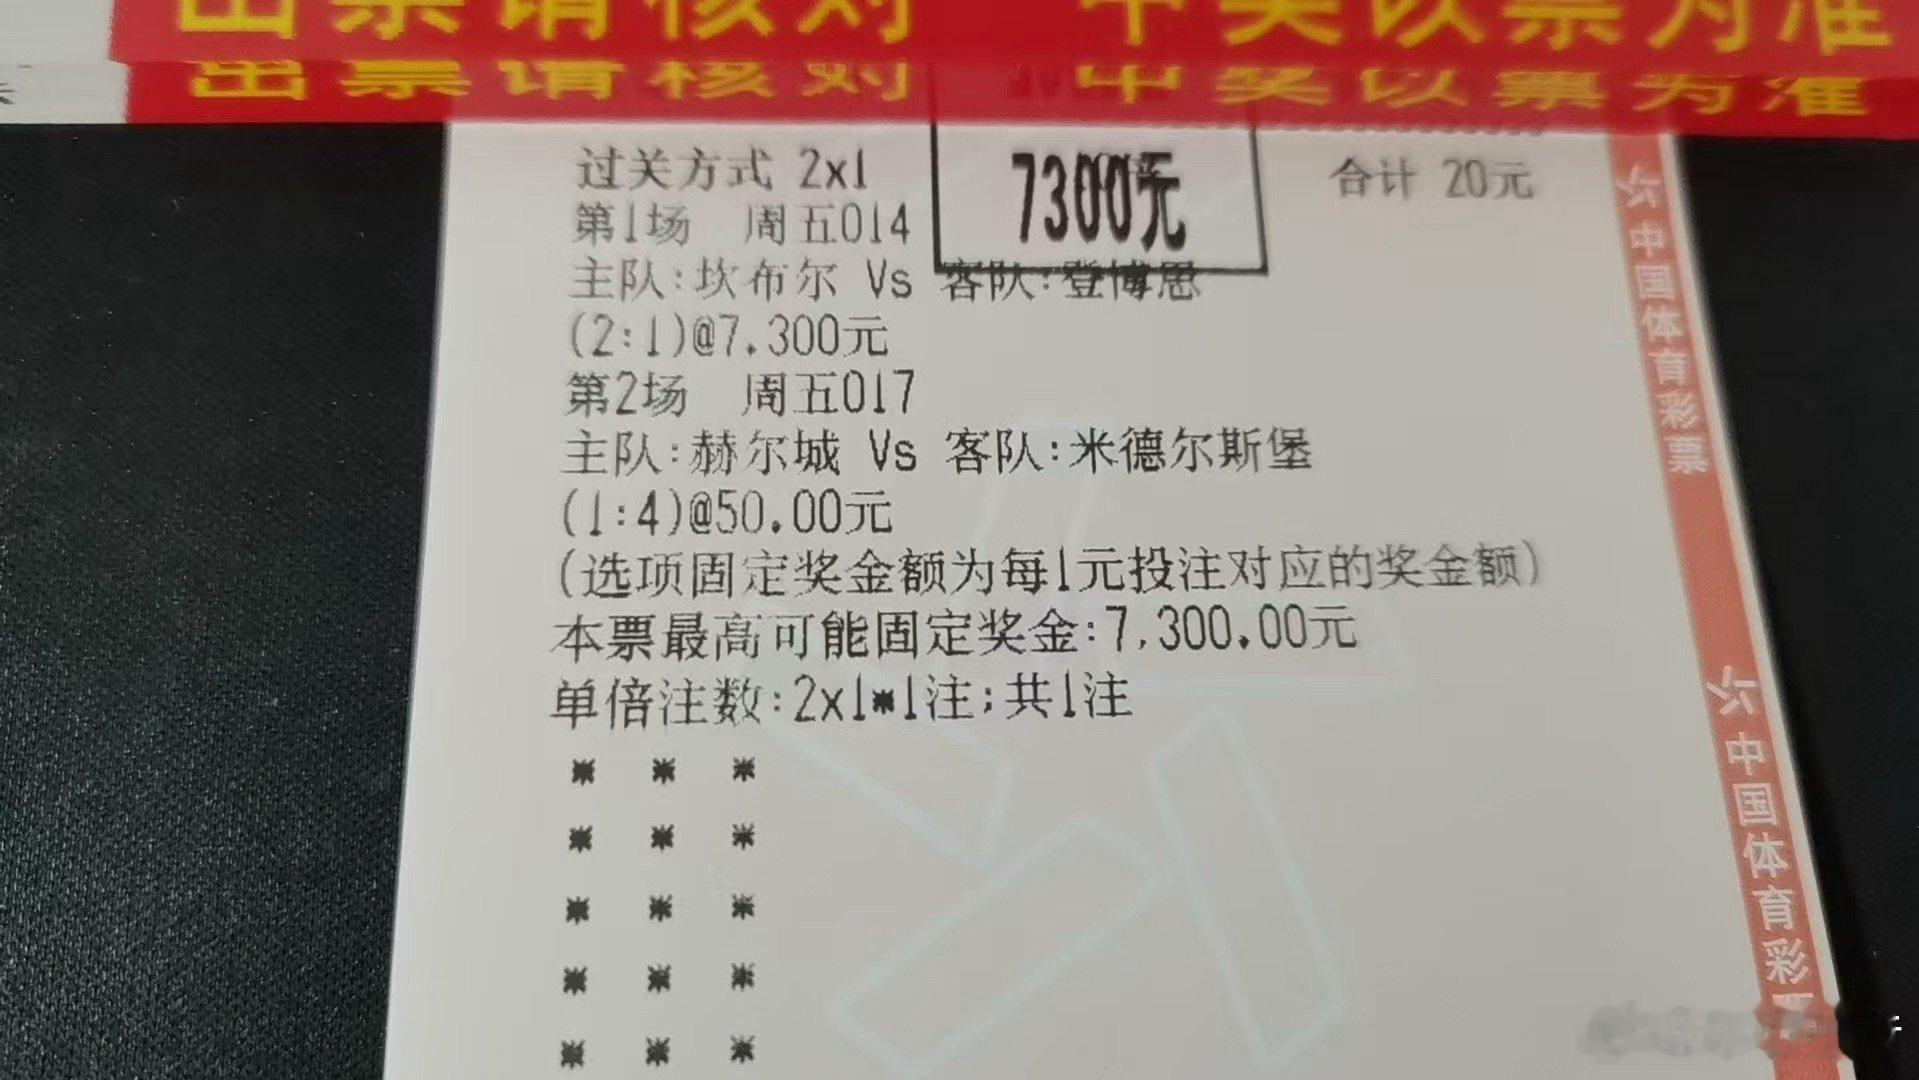 出票请核对 中奖以票为准
出票请核对 中奖以票为准
过关方式 2x1
7300元
合计 20元
第1场 周五014
主队:坎布尔 Vs 客队:登博思
(2:1)@7.300元
第2场 周五017
主队:赫尔城 Vs 客队:米德尔斯堡
(1:4)@50.00元
(选项固定奖金额为每1元投注对应的奖金额)
本票最高可能固定奖金:7,300.00元
单倍注数:2x1*1注;共1注
* * *
* * *
* * *
* * *
* * *
中国体育彩票
中国体育彩